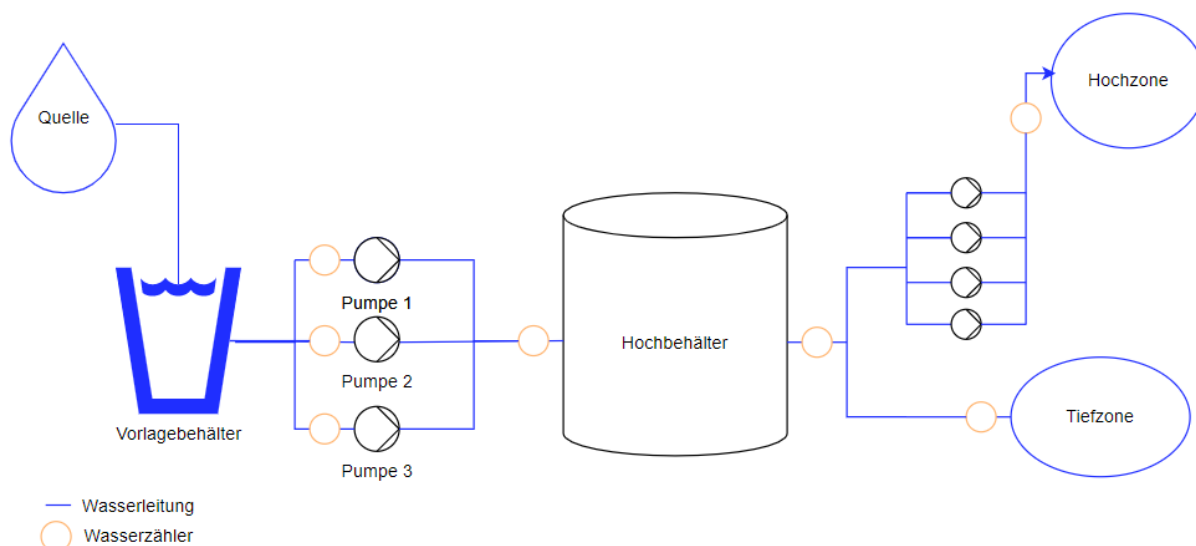 Quelle
Hochzone
Pumpe 1
Hochbehälter
Pumpe 2
Tiefzone
Vorlagebehälter
Pumpe 3
Wasserleitung
Wasserzähler